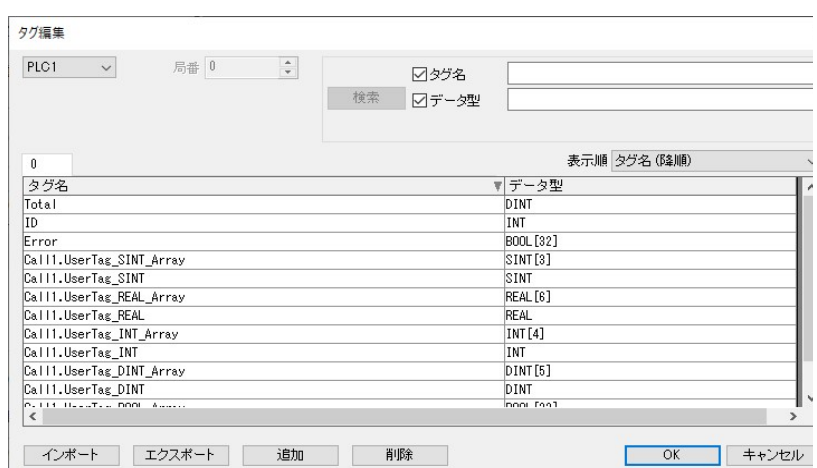 タグ編集
PLC1 局番 0
タグ名
検索 データ型
0 表示順 タグ名(降順)
タグ名 データ型
Total DINT
ID INT
Error BOOL[32]
Call1.UserTag_SINT_Array SINT[3]
Call1.UserTag_SINT SINT
Call1.UserTag_REAL_Array REAL[6]
Call1.UserTag_REAL REAL
Call1.UserTag_INT_Array INT[4]
Call1.UserTag_INT INT
Call1.UserTag_DINT_Array DINT[5]
Call1.UserTag_DINT DINT
Call1.UserTag_BOOL_Array BOOL[32]
インポート エクスポート 追加 削除 OK キャンセル